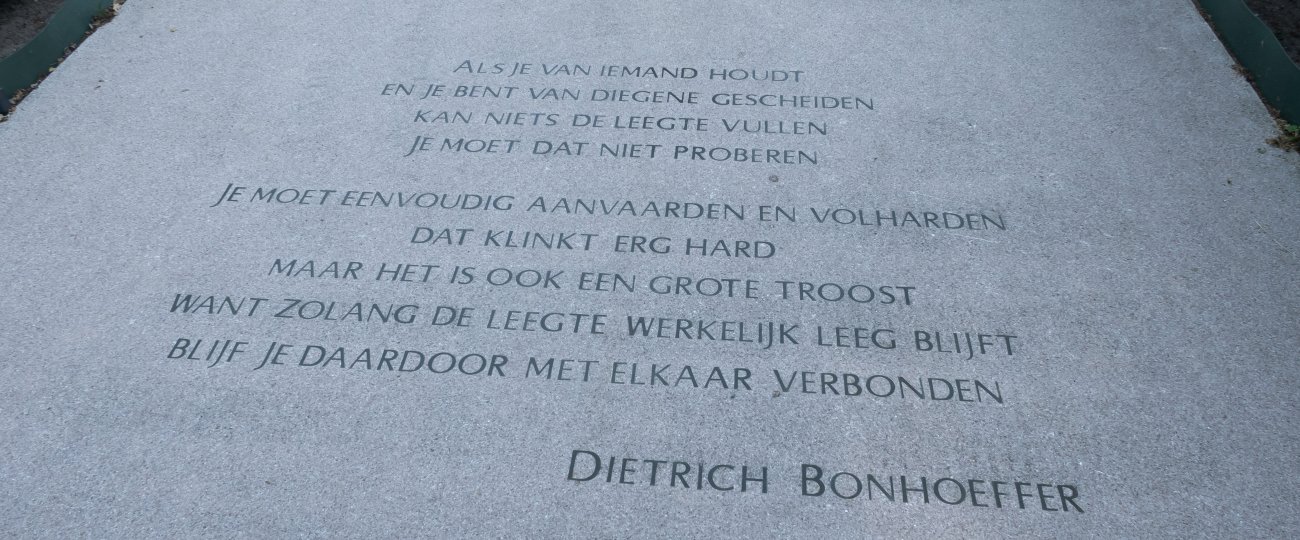 Als je van iemand houdt
en je bent van diegene gescheiden
kan niets de leegte vullen
je moet dat niet proberen
Je moet eenvoudig aanvaarden en volharden
dat klinkt erg hard
maar het is ook een grote troost
want zolang de leegte werkelijk leeg blijft
blijf je daardoor met elkaar verbonden
Dietrich Bonhoeffer